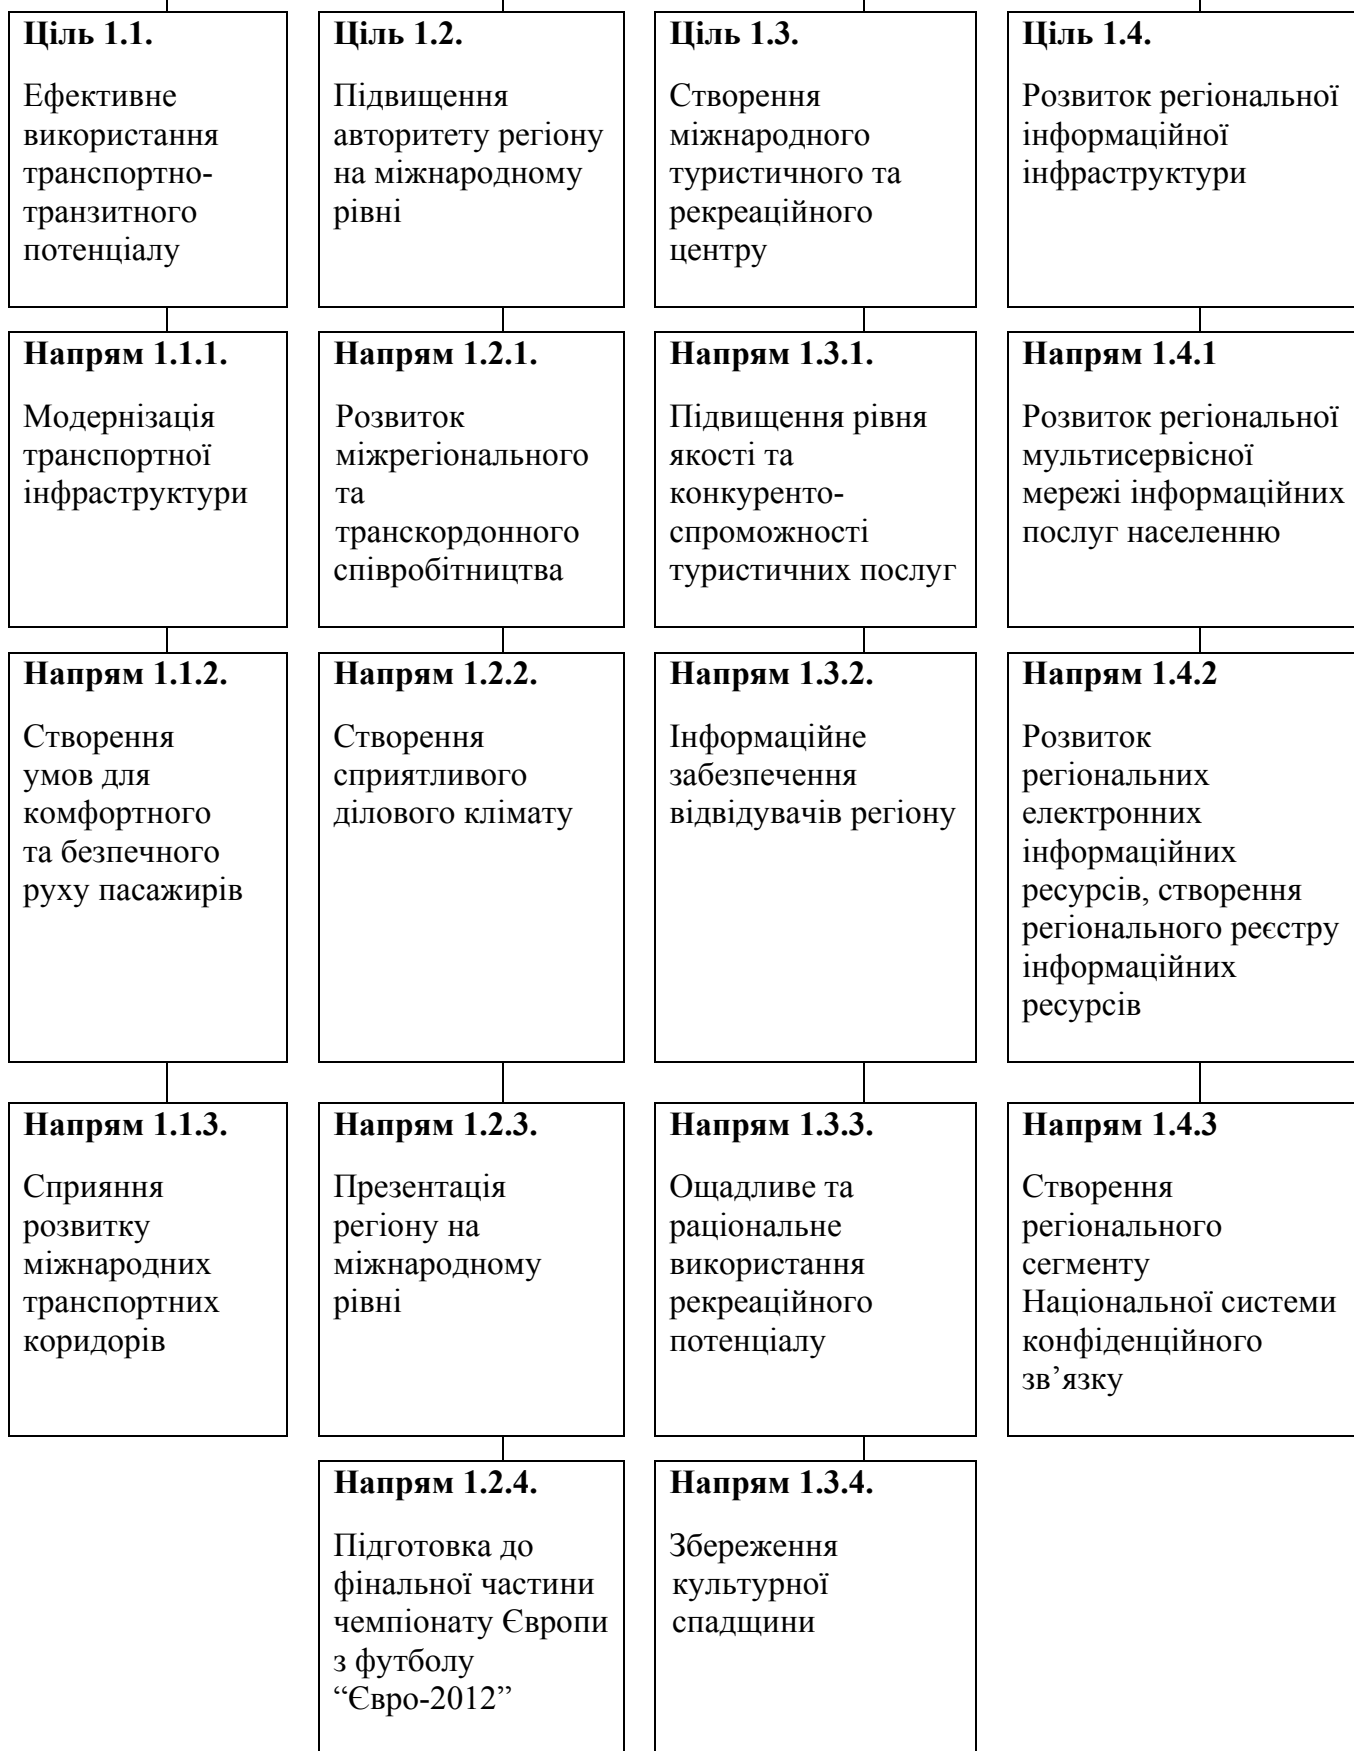 Ціль 1.1.
Ефективне
використання
транспортно-
транзитного
потенціалу
Ціль 1.2.
Підвищення
авторитету регіону
на міжнародному
рівні
Ціль 1.3.
Створення
міжнародного
туристичного та
рекреаційного
центру
Ціль 1.4.
Розвиток регіональної
інформаційної
інфраструктури
Напрям 1.1.1.
Модернізація
транспортної
інфраструктури
Напрям 1.2.1.
Розвиток
міжрегіонального
та
транскордонного
співробітництва
Напрям 1.3.1.
Підвищення рівня
якості та
конкуренто-
спроможності
туристичних послуг
Напрям 1.4.1
Розвиток регіональної
мультисервісної
мережі інформаційних
послуг населенню
Напрям 1.1.2.
Створення
умов для
комфортного
та безпечного
руху пасажирів
Напрям 1.2.2.
Створення
сприятливого
ділового клімату
Напрям 1.3.2.
Інформаційне
забезпечення
відвідувачів регіону
Напрям 1.4.2
Розвиток
регіональних
електронних
інформаційних
ресурсів, створення
регіонального реєстру
інформаційних
ресурсів
Напрям 1.1.3.
Сприяння
розвитку
міжнародних
транспортних
коридорів
Напрям 1.2.3.
Презентація
регіону на
міжнародному
рівні
Напрям 1.3.3.
Ощадливе та
раціональне
використання
рекреаційного
потенціалу
Напрям 1.4.3
Створення
регіонального
сегменту
Національної системи
конфіденційного
зв’язку
Напрям 1.2.4.
Підготовка до
фінальної частини
чемпіонату Європи
з футболу
“Євро-2012”
Напрям 1.3.4.
Збереження
культурної
спадщини